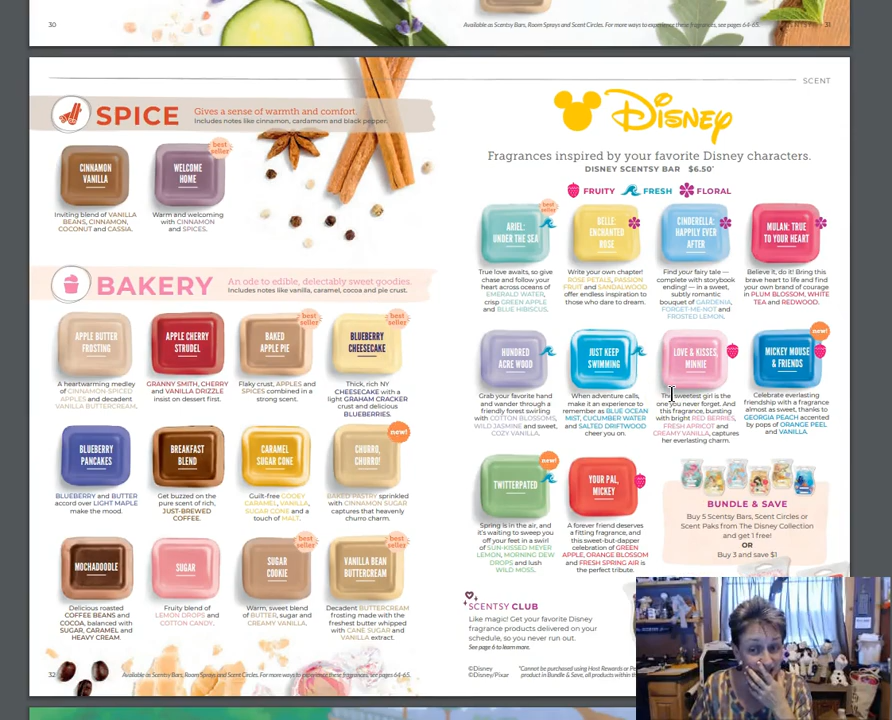 30
Available as Scentsy Bars, Room Sprays and Scent Circles. For more ways to experience these fragrances, see pages 64-65.
31
SCENT
SPICE
Gives a sense of warmth and comfort.
Includes notes like cinnamon, cardamom and black pepper.
CINNAMON
VANILLA
Inviting blend of VANILLA
BEANS, CINNAMON,
COCONUT and CASSIA.
best
seller
WELCOME
HOME
Warm and welcoming
with CINNAMON
and SPICES.
BAKERY
An ode to edible, delectably sweet goodies.
Includes notes like vanilla, caramel, cocoa and pie crust.
APPLE BUTTER
FROSTING
A heartwarming medley
of CINNAMON-SPICED
APPLES and decadent
VANILLA BUTTERCREAM.
APPLE CHERRY
STRUDEL
GRANNY SMITH, CHERRY
and VANILLA DRIZZLE
insist on dessert first.
best
seller
BAKED
APPLE PIE
Flaky crust, APPLES and
SPICES combined in a
strong scent.
best
seller
BLUEBERRY
CHEESECAKE
Thick, rich NY
CHEESECAKE with a
light GRAHAM CRACKER
crust and delicious
BLUEBERRIES.
BLUEBERRY
PANCAKES
BLUEBERRY and BUTTER
accord over LIGHT MAPLE
make the mood.
BREAKFAST
BLEND
Get buzzed on the
pure scent of rich,
JUST-BREWED
COFFEE.
CARAMEL
SUGAR CONE
Guilt-free GOOEY
CARAMEL, VANILLA,
SUGAR CONE and a
touch of MALT.
new!
CHURRO,
CHURRO!
BAKED PASTRY sprinkled
with CINNAMON SUGAR
captures that heavenly
churro charm.
MOCHADOODLE
Delicious roasted
COFFEE BEANS and
COCOA, balanced with
SUGAR, CARAMEL and
HEAVY CREAM.
SUGAR
Fruity blend of
LEMON DROPS and
COTTON CANDY.
best
seller
SUGAR
COOKIE
Warm, sweet blend
of BUTTER, sugar and
CREAMY VANILLA.
best
seller
VANILLA BEAN
BUTTERCREAM
Decadent BUTTERCREAM
frosting made with the
freshest butter whipped
with CANE SUGAR and
VANILLA extract.
32
Available as Scentsy Bars, Room Sprays and Scent Circles. For more ways to experience these fragrances, see pages 64-65.
Disney
Fragrances inspired by your favorite Disney characters.
DISNEY SCENTSY BAR $6.50*
FRUITY FRESH FLORAL
best
seller
ARIEL:
UNDER THE SEA
True love awaits, so give
chase and follow your
heart across oceans of
EMERALD WATER,
crisp GREEN APPLE
and BLUE HIBISCUS.
BELLE:
ENCHANTED
ROSE
Write your own chapter!
ROSE PETALS, PASSION
FRUIT and SANDALWOOD
offer endless inspiration to
those who dare to dream.
CINDERELLA:
HAPPILY EVER
AFTER
Find your fairy tale —
complete with storybook
ending! — in a sweet,
subtly romantic
bouquet of GARDENIA,
FORGET-ME-NOT and
FROSTED LEMON.
MULAN: TRUE
TO YOUR HEART
Believe it, do it! Bring this
brave heart to life and find
your own brand of courage
in PLUM BLOSSOM, WHITE
TEA and REDWOOD.
HUNDRED
ACRE WOOD
Grab your favorite hand
and wander through a
friendly forest swirling
with COTTON BLOSSOMS,
WILD JASMINE and sweet,
COZY VANILLA.
JUST KEEP
SWIMMING
When adventure calls,
make it an experience to
remember as BLUE OCEAN
MIST, CUCUMBER WATER
and SALTED DRIFTWOOD
cheer you on.
LOVE & KISSES,
MINNIE
The sweetest girl is the
one you never forget. And
this fragrance, bursting
with bright RED BERRIES,
FRESH APRICOT and
CREAMY VANILLA, captures
her everlasting charm.
new!
MICKEY MOUSE
& FRIENDS
Celebrate everlasting
friendship with a fragrance
almost as sweet, thanks to
GEORGIA PEACH accented
by pops of ORANGE PEEL
and VANILLA.
new!
TWITTERPATED
Spring is in the air, and
it's waiting to sweep you
off your feet in a swirl
of SUN-KISSED MEYER
LEMON, MORNING DEW
DROPS and lush
WILD MOSS.
YOUR PAL,
MICKEY
A forever friend deserves
a fitting fragrance, and
this sweet-but-dapper
celebration of GREEN
APPLE, ORANGE BLOSSOM
and FRESH SPRING AIR is
the perfect tribute.
BUNDLE & SAVE
Buy 5 Scentsy Bars, Scent Circles or
Scent Paks from The Disney Collection
and get 1 free!
OR
Buy 3 and save $1
SCENTSY CLUB
Like magic! Get your favorite
fragrance products delivered on your
schedule, so you never run out.
See page 6 to learn more.
©Disney
©Disney/Pixar
*Cannot be purchased using Host Rewards or
product in Bundle & Save, all products within